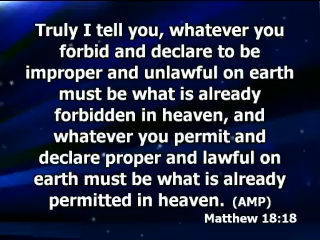 Truly I tell you, whatever you
forbid and declare to be
improper and unlawful on earth
must be what is already
forbidden in heaven, and
whatever you permit and
declare proper and lawful on
earth must be what is already
permitted in heaven. (AMP)
Matthew 18:18